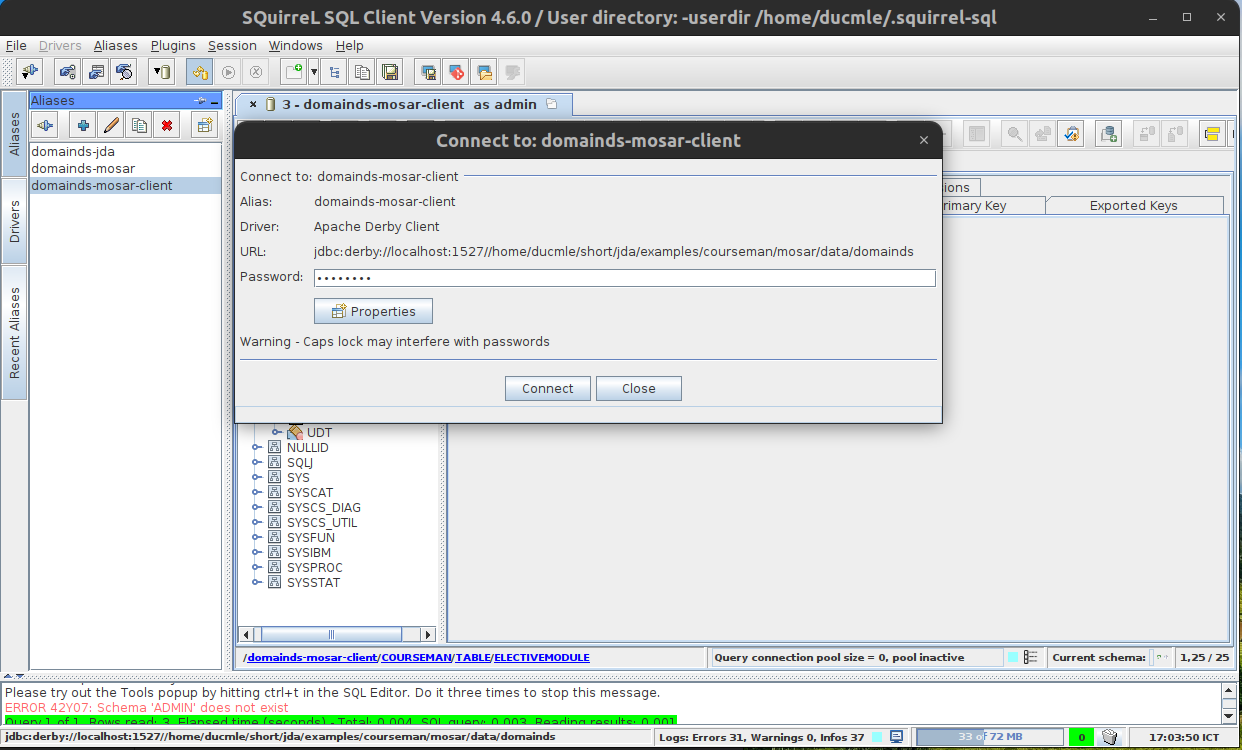 SQuirreL SQL Client Version 4.6.0 / User directory: -userdir /home/ducmle/.squirrel-sql
File Drivers Aliases Plugins Session Windows Help
Aliases
Drivers
Recent Aliases
Aliases
domainds-jda
domainds-mosar
domainds-mosar-client
3 - domainds-mosar-client as admin
Connect to: domainds-mosar-client
Connect to: domainds-mosar-client
Alias: domainds-mosar-client
Driver: Apache Derby Client
URL: jdbc:derby://localhost:1527//home/ducmle/short/jda/examples/courseman/mosar/data/domainds
Password: ••••••••
Properties
Warning - Caps lock may interfere with passwords
Connect Close
Exported Keys
UDT
NULLID
SQLJ
SYS
SYSCAT
SYSCS_DIAG
SYSCS_UTIL
SYSFUN
SYSIBM
SYSPROC
SYSSTAT
/domainds-mosar-client/COURSEMAN/TABLE/ELECTIVEMODULE
Query connection pool size = 0, pool inactive
Current schema:
1,25 / 25
Please try out the Tools popup by hitting ctrl+t in the SQL Editor. Do it three times to stop this message.
ERROR 42Y07: Schema 'ADMIN' does not exist
Query 1 of 1, Rows read: 3, Elapsed time (seconds) - Total: 0.004, SQL query: 0.003, Reading results: 0.001
jdbc:derby://localhost:1527//home/ducmle/short/jda/examples/courseman/mosar/data/domainds
Logs: Errors 31, Warnings 0, Infos 37
33 of 72 MB
0
17:03:50 ICT